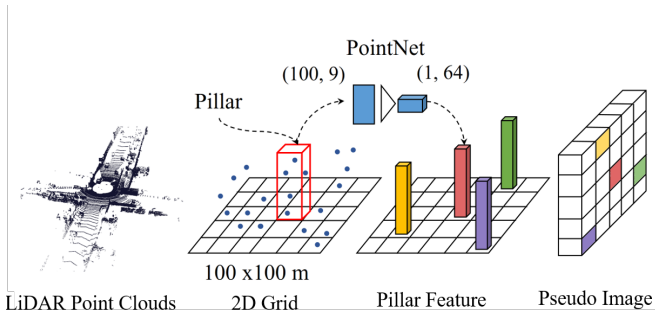 PointNet
(100, 9)
(1, 64)
Pillar
100 x100 m
LiDAR Point Clouds
2D Grid
Pillar Feature
Pseudo Image